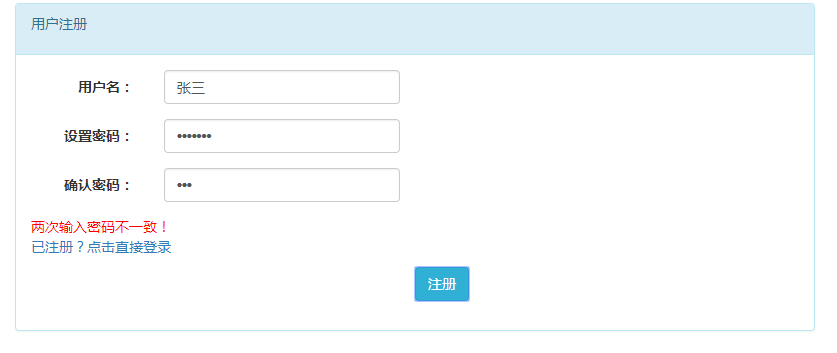 用户注册
用户名： 张三
设置密码： •••••••
确认密码： •••
两次输入密码不一致！
已注册？点击直接登录
注册